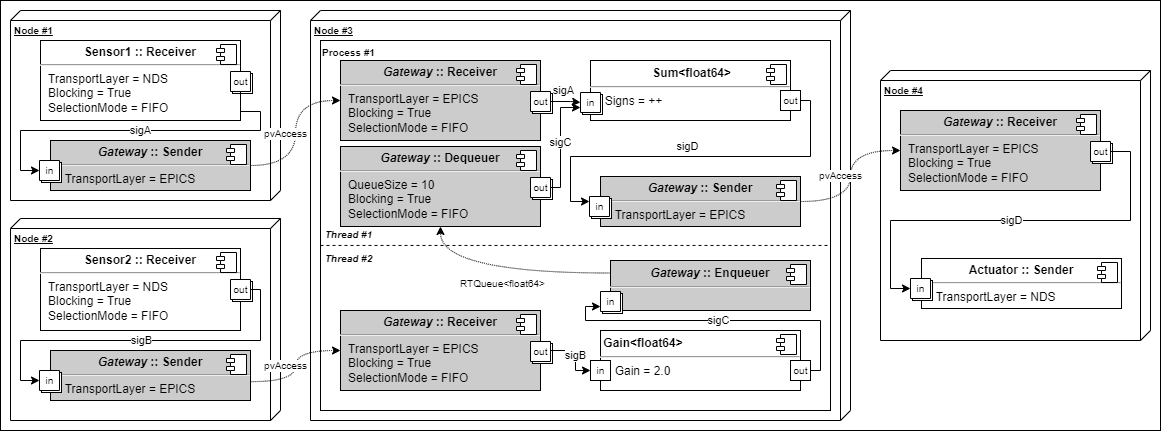 Node #1
Sensor1 :: Receiver
TransportLayer = NDS
Blocking = True
SelectionMode = FIFO
out
sigA
Gateway :: Sender
in
TransportLayer = EPICS
pvAccess
Node #2
Sensor2 :: Receiver
TransportLayer = NDS
Blocking = True
SelectionMode = FIFO
out
sigB
Gateway :: Sender
in
TransportLayer = EPICS
pvAccess
Node #3
Process #1
Gateway :: Receiver
TransportLayer = EPICS
Blocking = True
SelectionMode = FIFO
out
sigA
Sum<float64>
in
Signs = ++
out
sigC
sigD
Gateway :: Dequeuer
QueueSize = 10
Blocking = True
SelectionMode = FIFO
out
Gateway :: Sender
in
TransportLayer = EPICS
pvAccess
Thread #1
Thread #2
RTQueue<float64>
Gateway :: Enqueuer
in
sigC
Gateway :: Receiver
TransportLayer = EPICS
Blocking = True
SelectionMode = FIFO
out
sigB
Gain<float64>
in
Gain = 2.0
out
Node #4
Gateway :: Receiver
TransportLayer = EPICS
Blocking = True
SelectionMode = FIFO
out
sigD
Actuator :: Sender
in
TransportLayer = NDS